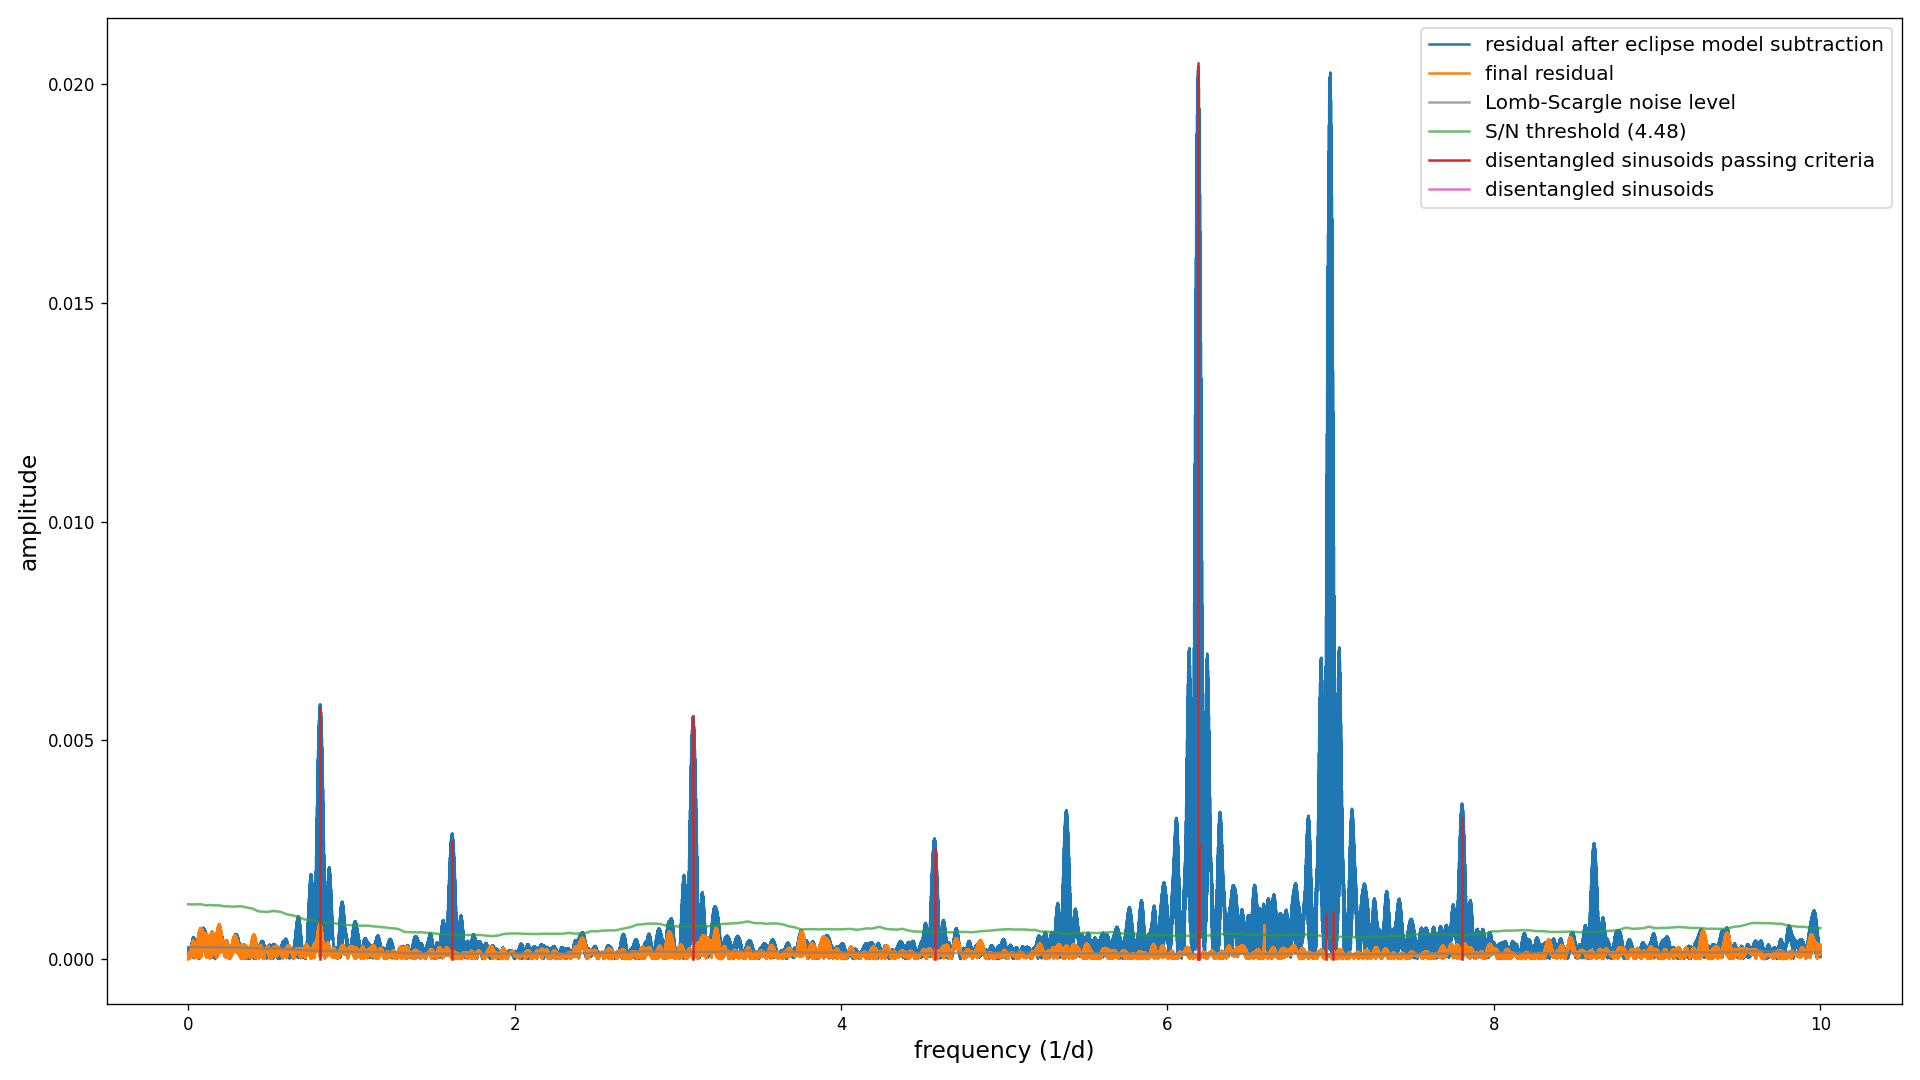 residual after eclipse model subtraction
final residual
Lomb-Scargle noise level
S/N threshold (4.48)
disentangled sinusoids passing criteria
disentangled sinusoids
0.020
0.015
0.010
0.005
0.000
amplitude
0 2 4 6 8 10
frequency (1/d)